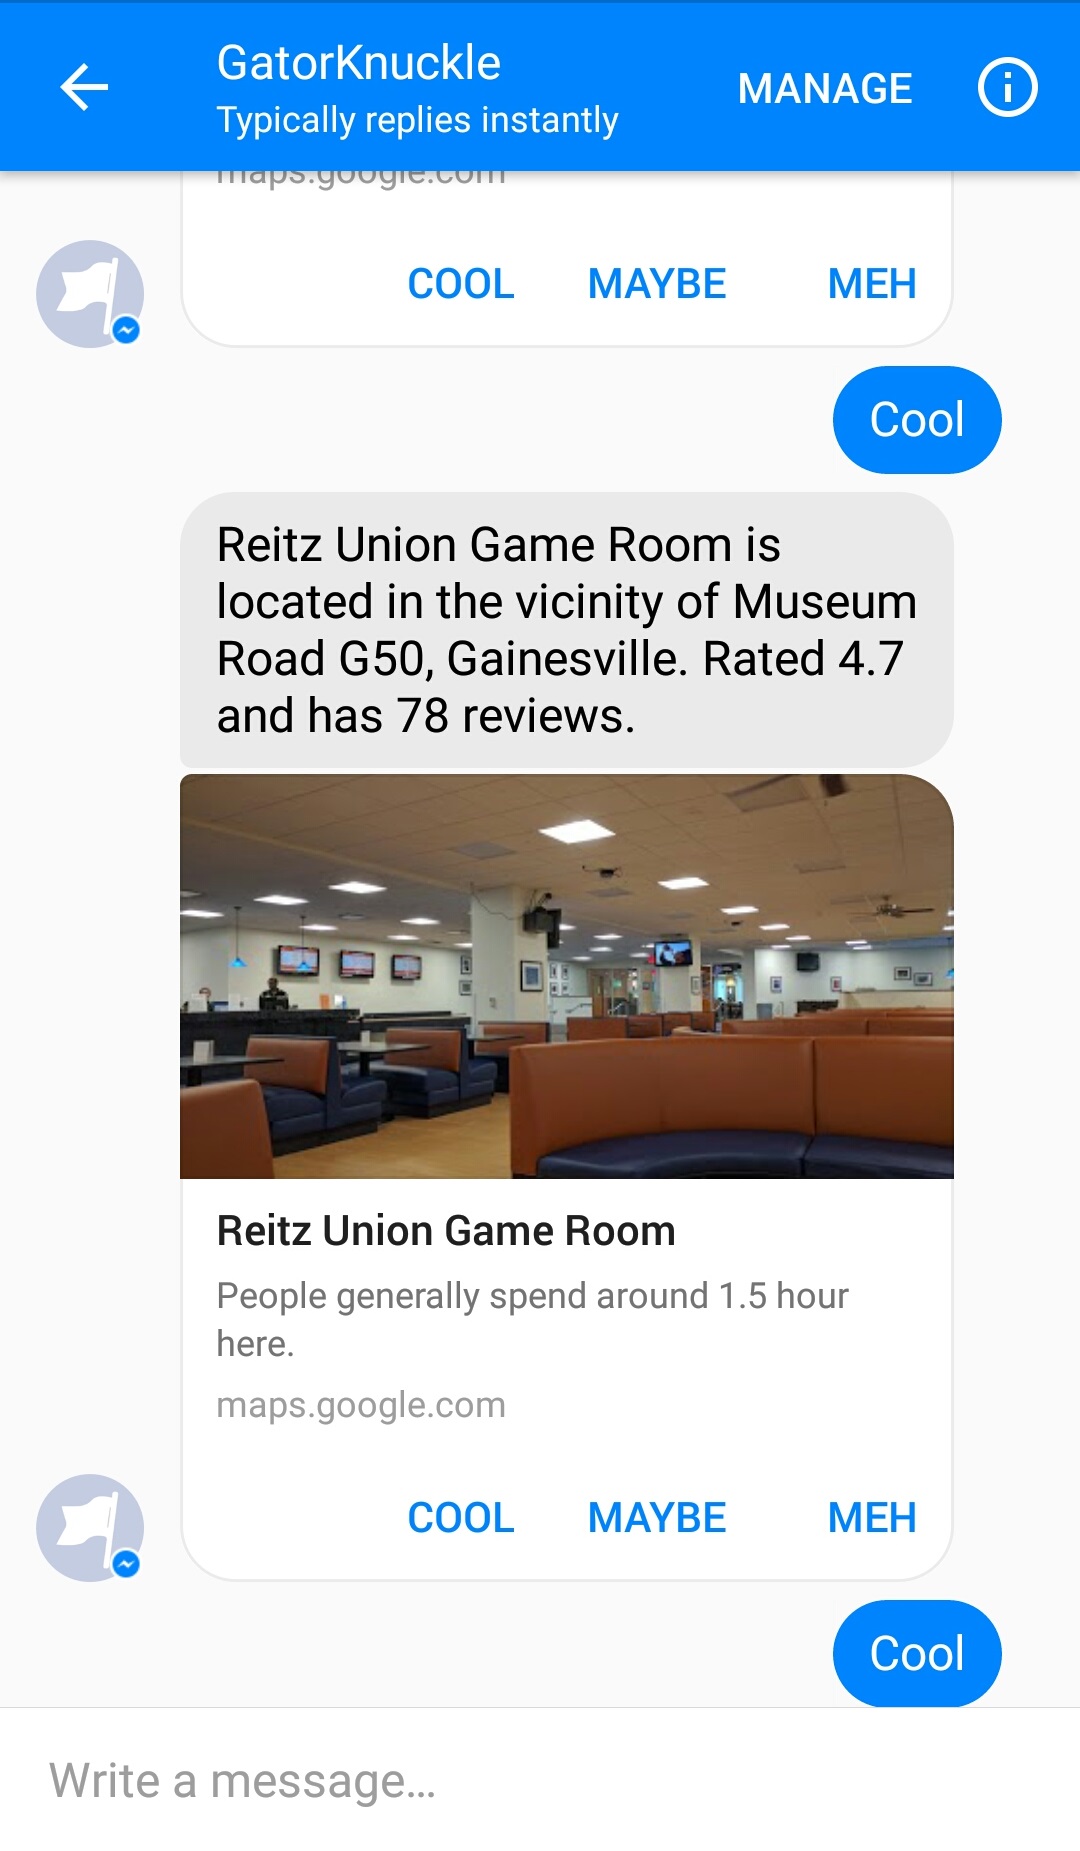 GatorKnuckle
Typically replies instantly
MANAGE
maps.google.com
COOL MAYBE MEH
Cool
Reitz Union Game Room is
located in the vicinity of Museum
Road G50, Gainesville. Rated 4.7
and has 78 reviews.
Reitz Union Game Room
People generally spend around 1.5 hour
here.
maps.google.com
COOL MAYBE MEH
Cool
Write a message...